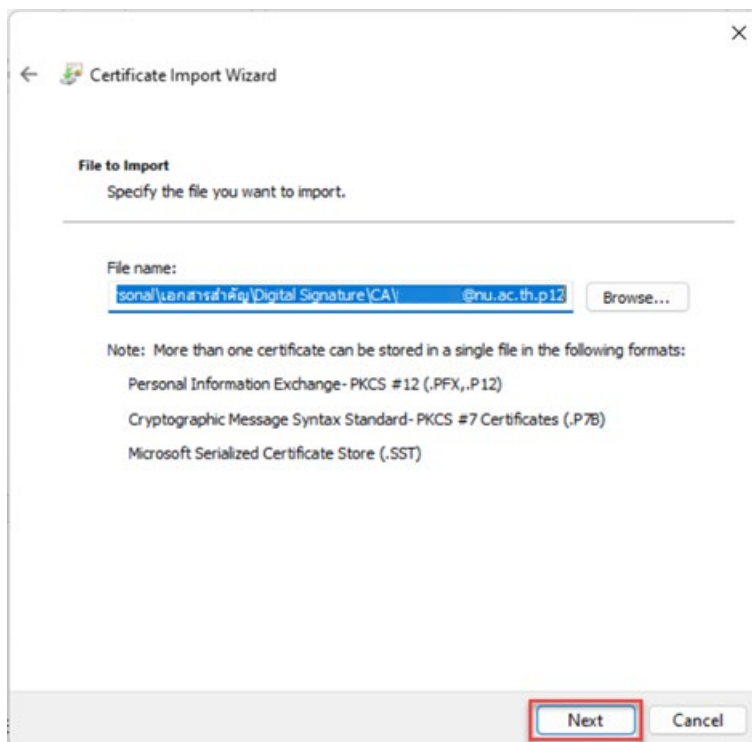 Certificate Import Wizard
File to Import
Specify the file you want to import.
File name:
rsonal\เอกสารสำคัญ\Digital Signature\CA\ @nu.ac.th.p12
Browse...
Note: More than one certificate can be stored in a single file in the following formats:
Personal Information Exchange- PKCS #12 (.PFX,.P12)
Cryptographic Message Syntax Standard- PKCS #7 Certificates (.P7B)
Microsoft Serialized Certificate Store (.SST)
Next
Cancel